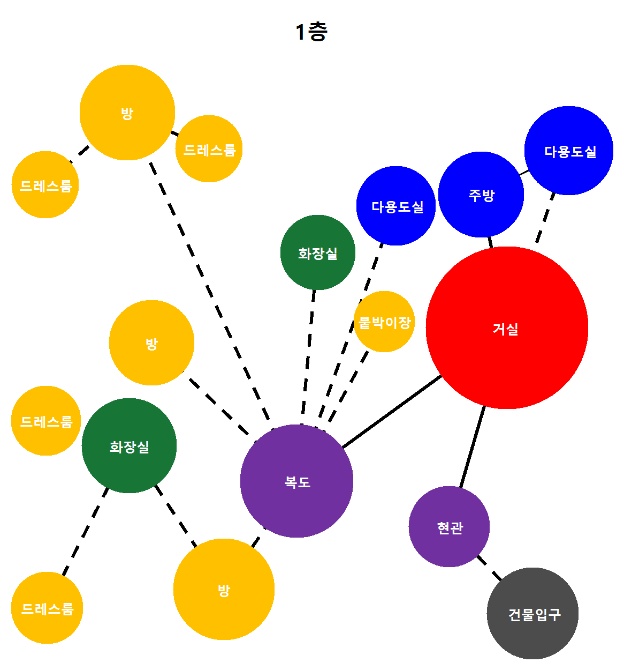 1층
방
드레스룸
드레스룸
다용도실
주방
다용도실
화장실
붙박이장
거실
방
드레스룸
화장실
복도
현관
방
드레스룸
건물입구